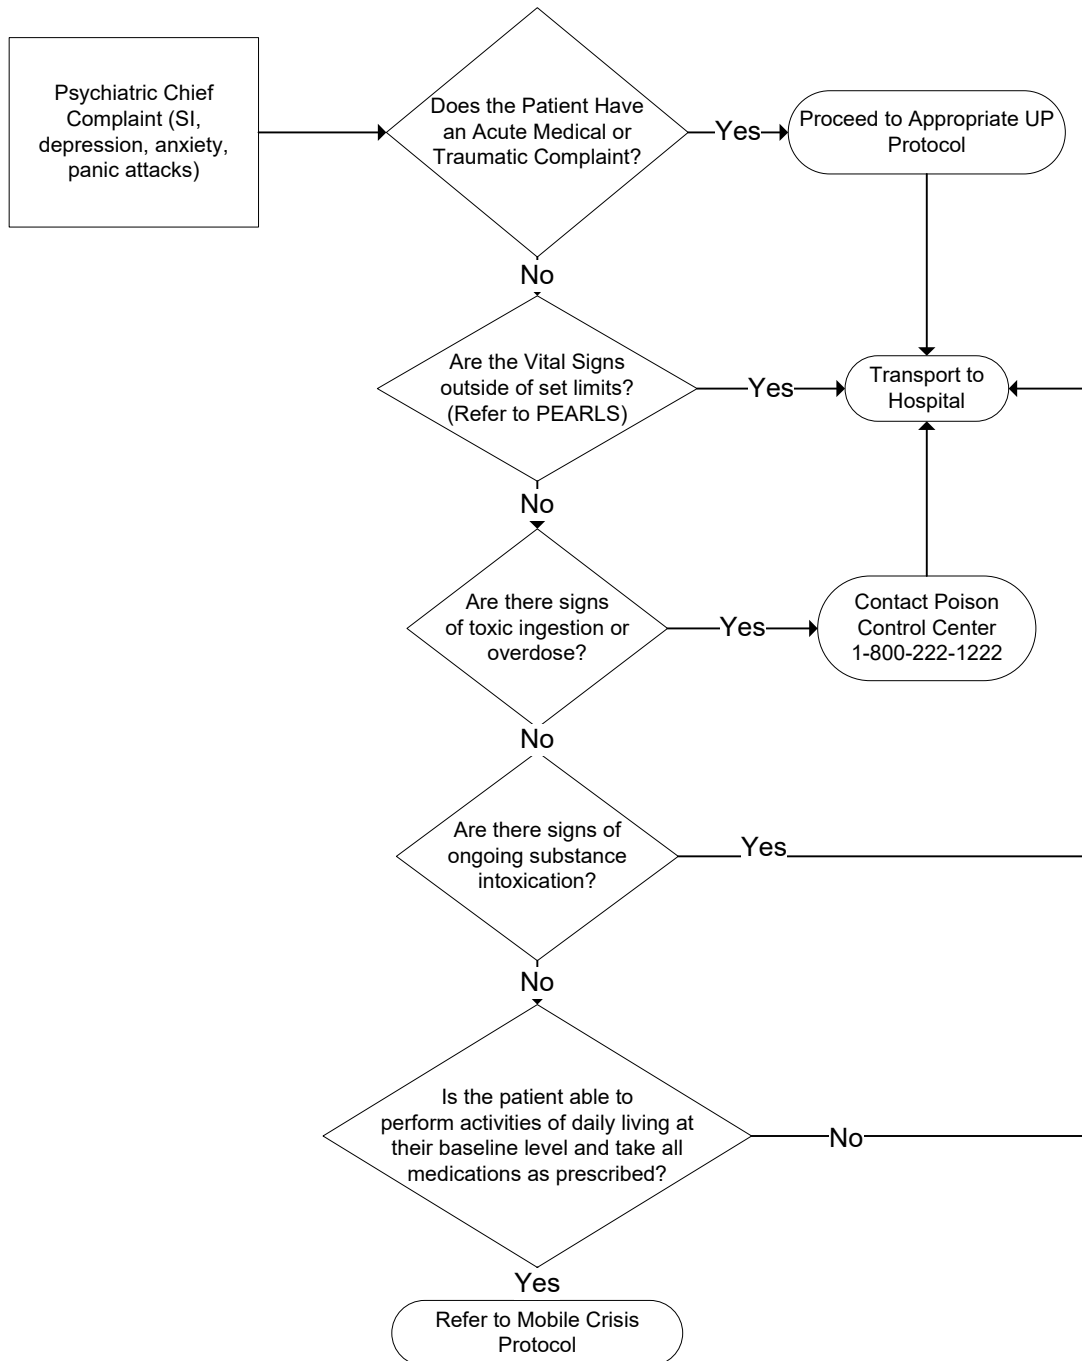 Psychiatric Chief
Complaint (SI,
depression, anxiety,
panic attacks)
Does the Patient Have
an Acute Medical or
Traumatic Complaint?
Yes
Proceed to Appropriate UP
Protocol
No
Are the Vital Signs
outside of set limits?
(Refer to PEARLS)
Yes
Transport to
Hospital
No
Are there signs
of toxic ingestion or
overdose?
Yes
Contact Poison
Control Center
1-800-222-1222
No
Are there signs of
ongoing substance
intoxication?
Yes
No
Is the patient able to
perform activities of daily living at
their baseline level and take all
medications as prescribed?
No
Yes
Refer to Mobile Crisis
Protocol